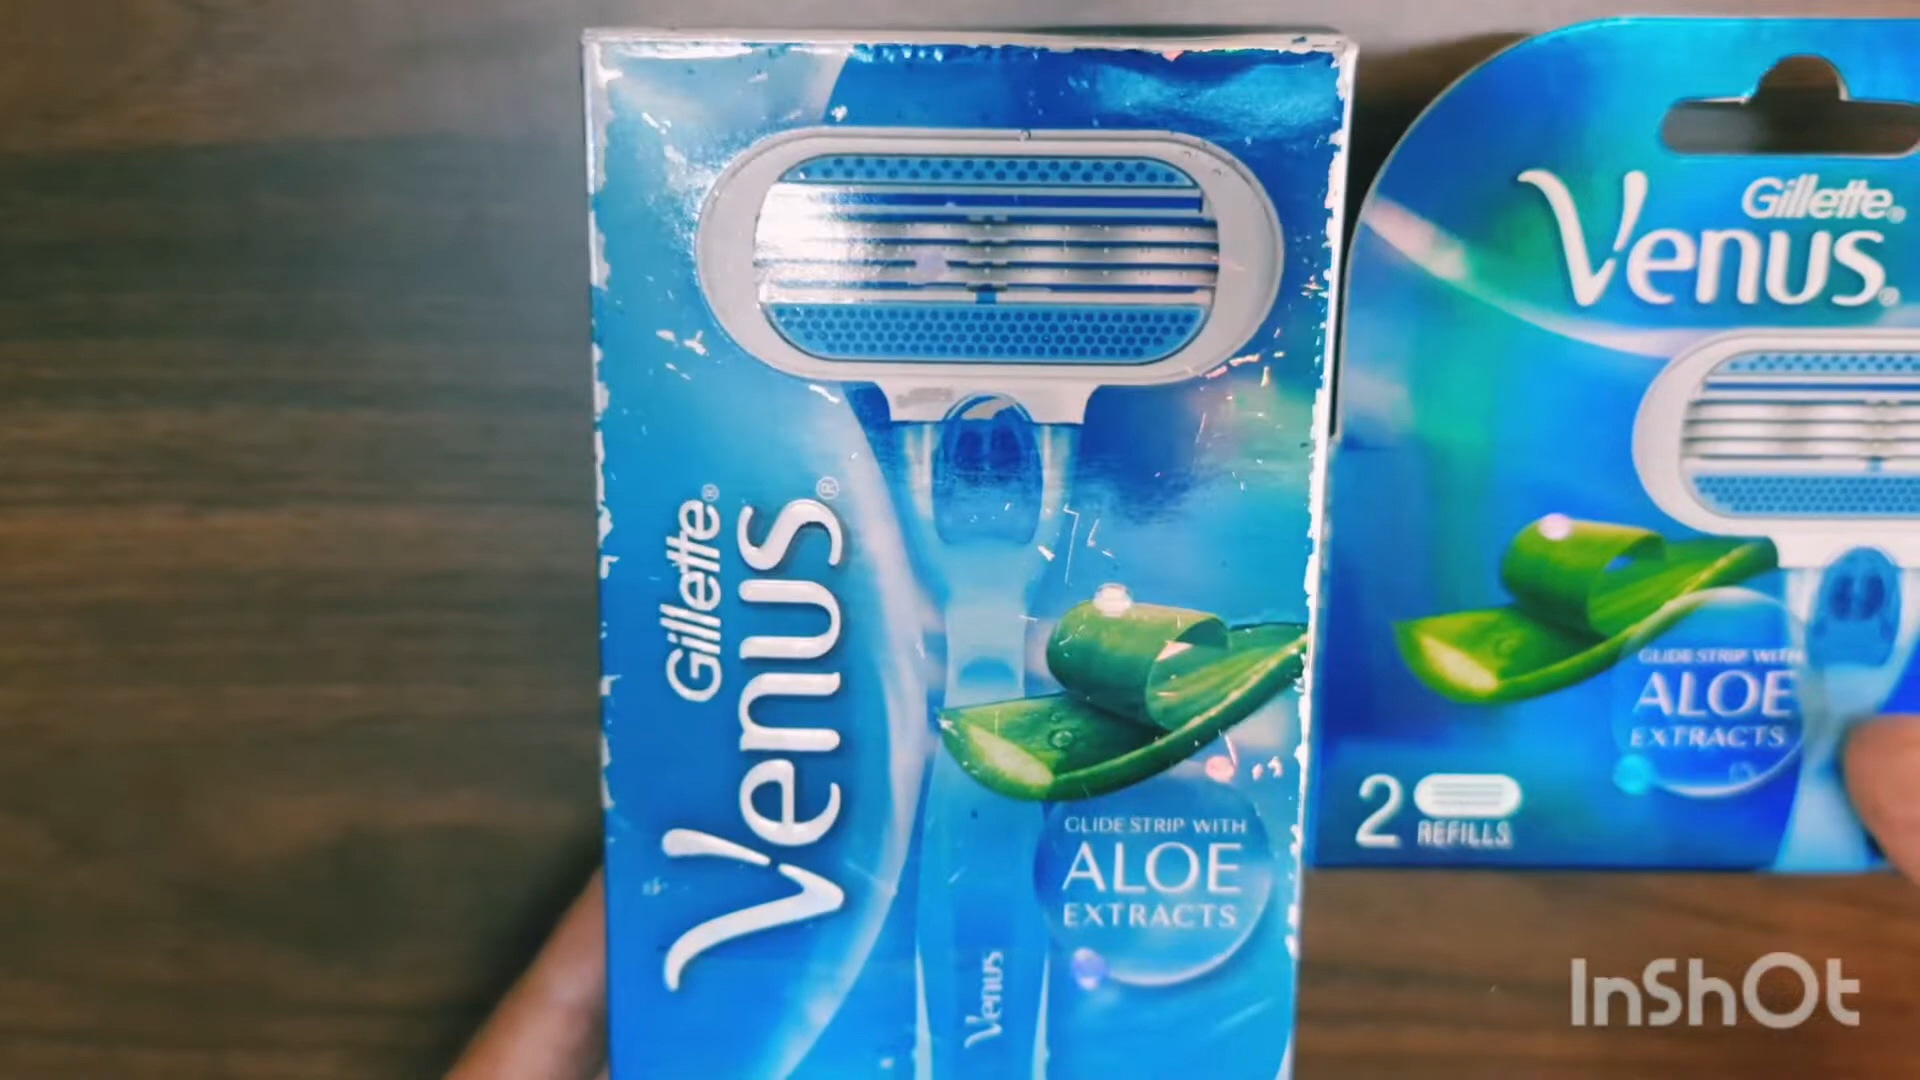 Gillette®
Venus®
GLIDE STRIP WITH
ALOE
EXTRACTS
Venus
Gillette®
Venus®
GLIDE STRIP WITH
ALOE
EXTRACTS
2 REFILLS
InShOt